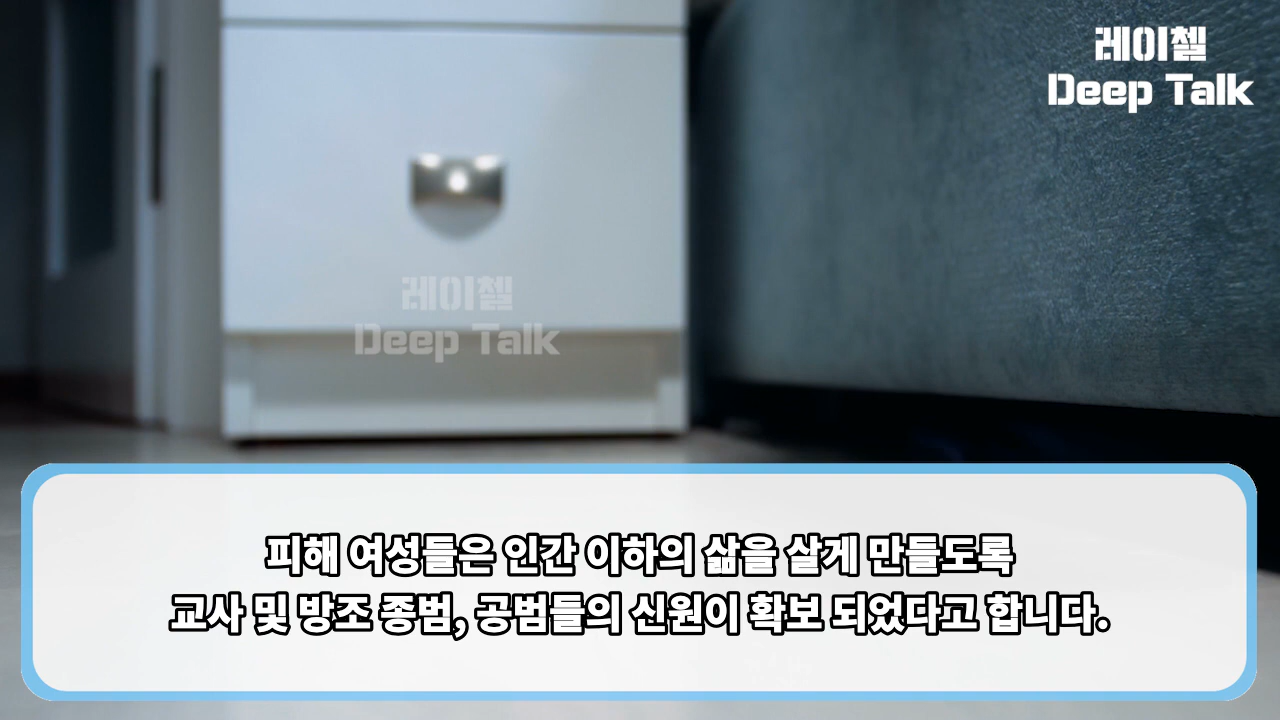 레이첼
Deep Talk
레이첼
Deep Talk
피해 여성들은 인간 이하의 삶을 살게 만들도록
교사 및 방조 종범, 공범들의 신원이 확보 되었다고 합니다.